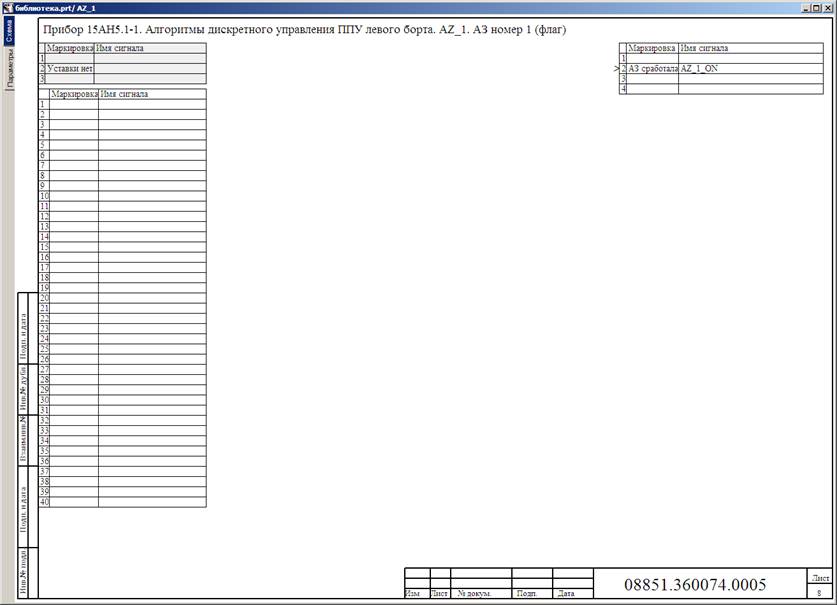 библиотека.prt/ AZ_1
Схема
Параметры
Прибор 15АН5.1-1. Алгоритмы дискретного управления ППУ левого борта. AZ_1. АЗ номер 1 (флаг)
Маркировка Имя сигнала
1
2 Уставки нет
3
Маркировка Имя сигнала
1
2
3
4
5
6
7
8
9
10
11
12
13
14
15
16
17
18
19
20
21
22
23
24
25
26
27
28
29
30
31
32
33
34
35
36
37
38
39
40
Маркировка Имя сигнала
1
>2 АЗ сработала AZ_1_ON
3
4
Подп. и дата
Инв.№ дубл.
Взам.инв.№
Подп. и дата
Инв.№ подл.
Изм Лист № докум. Подп. Дата
08851.360074.0005
Лист
8